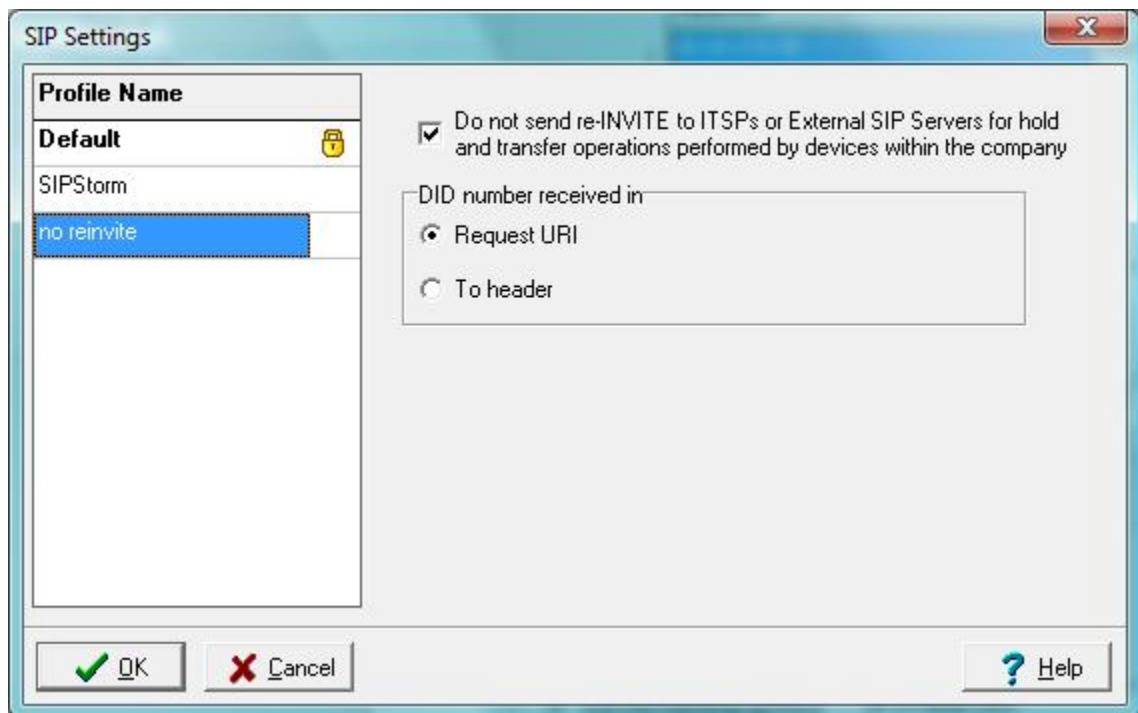 SIP Settings
Profile Name
Default
SIPStorm
no reinvite
Do not send re-INVITE to ITSPs or External SIP Servers for hold
and transfer operations performed by devices within the company
DID number received in
Request URI
To header
OK
Cancel
? Help